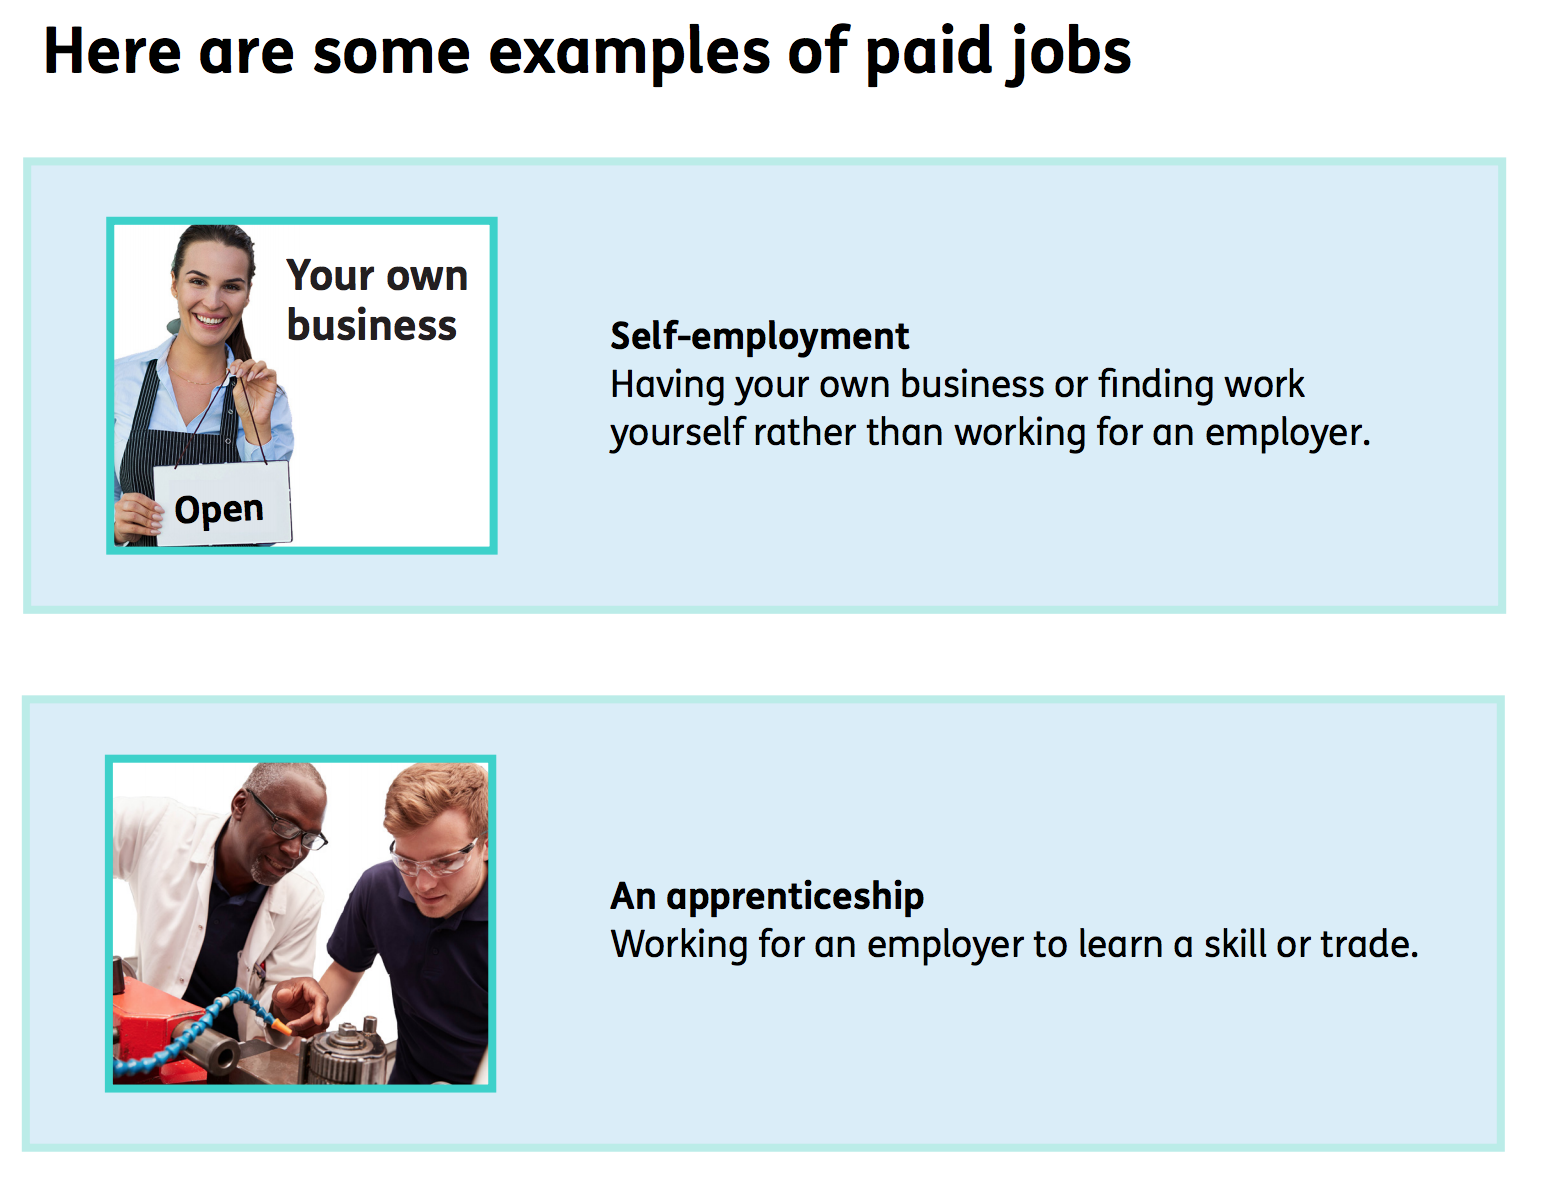 Here are some examples of paid jobs
Your own
business
Open
Self-employment
Having your own business or finding work
yourself rather than working for an employer.
An apprenticeship
Working for an employer to learn a skill or trade.